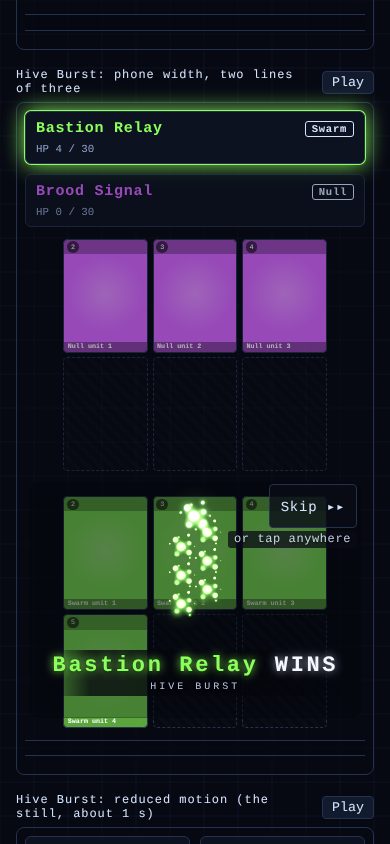 Hive Burst: phone width, two lines
of three
Play
Bastion Relay
Swarm
HP 4 / 30
Brood Signal
Null
HP 0 / 30
2
3
4
Null unit 1
Null unit 2
Null unit 3
2
3
4
Skip ▸▸
or tap anywhere
Swarm unit 1
2
Swarm unit 3
5
Bastion Relay WINS
HIVE BURST
Swarm unit 4
Hive Burst: reduced motion (the
still, about 1 s)
Play